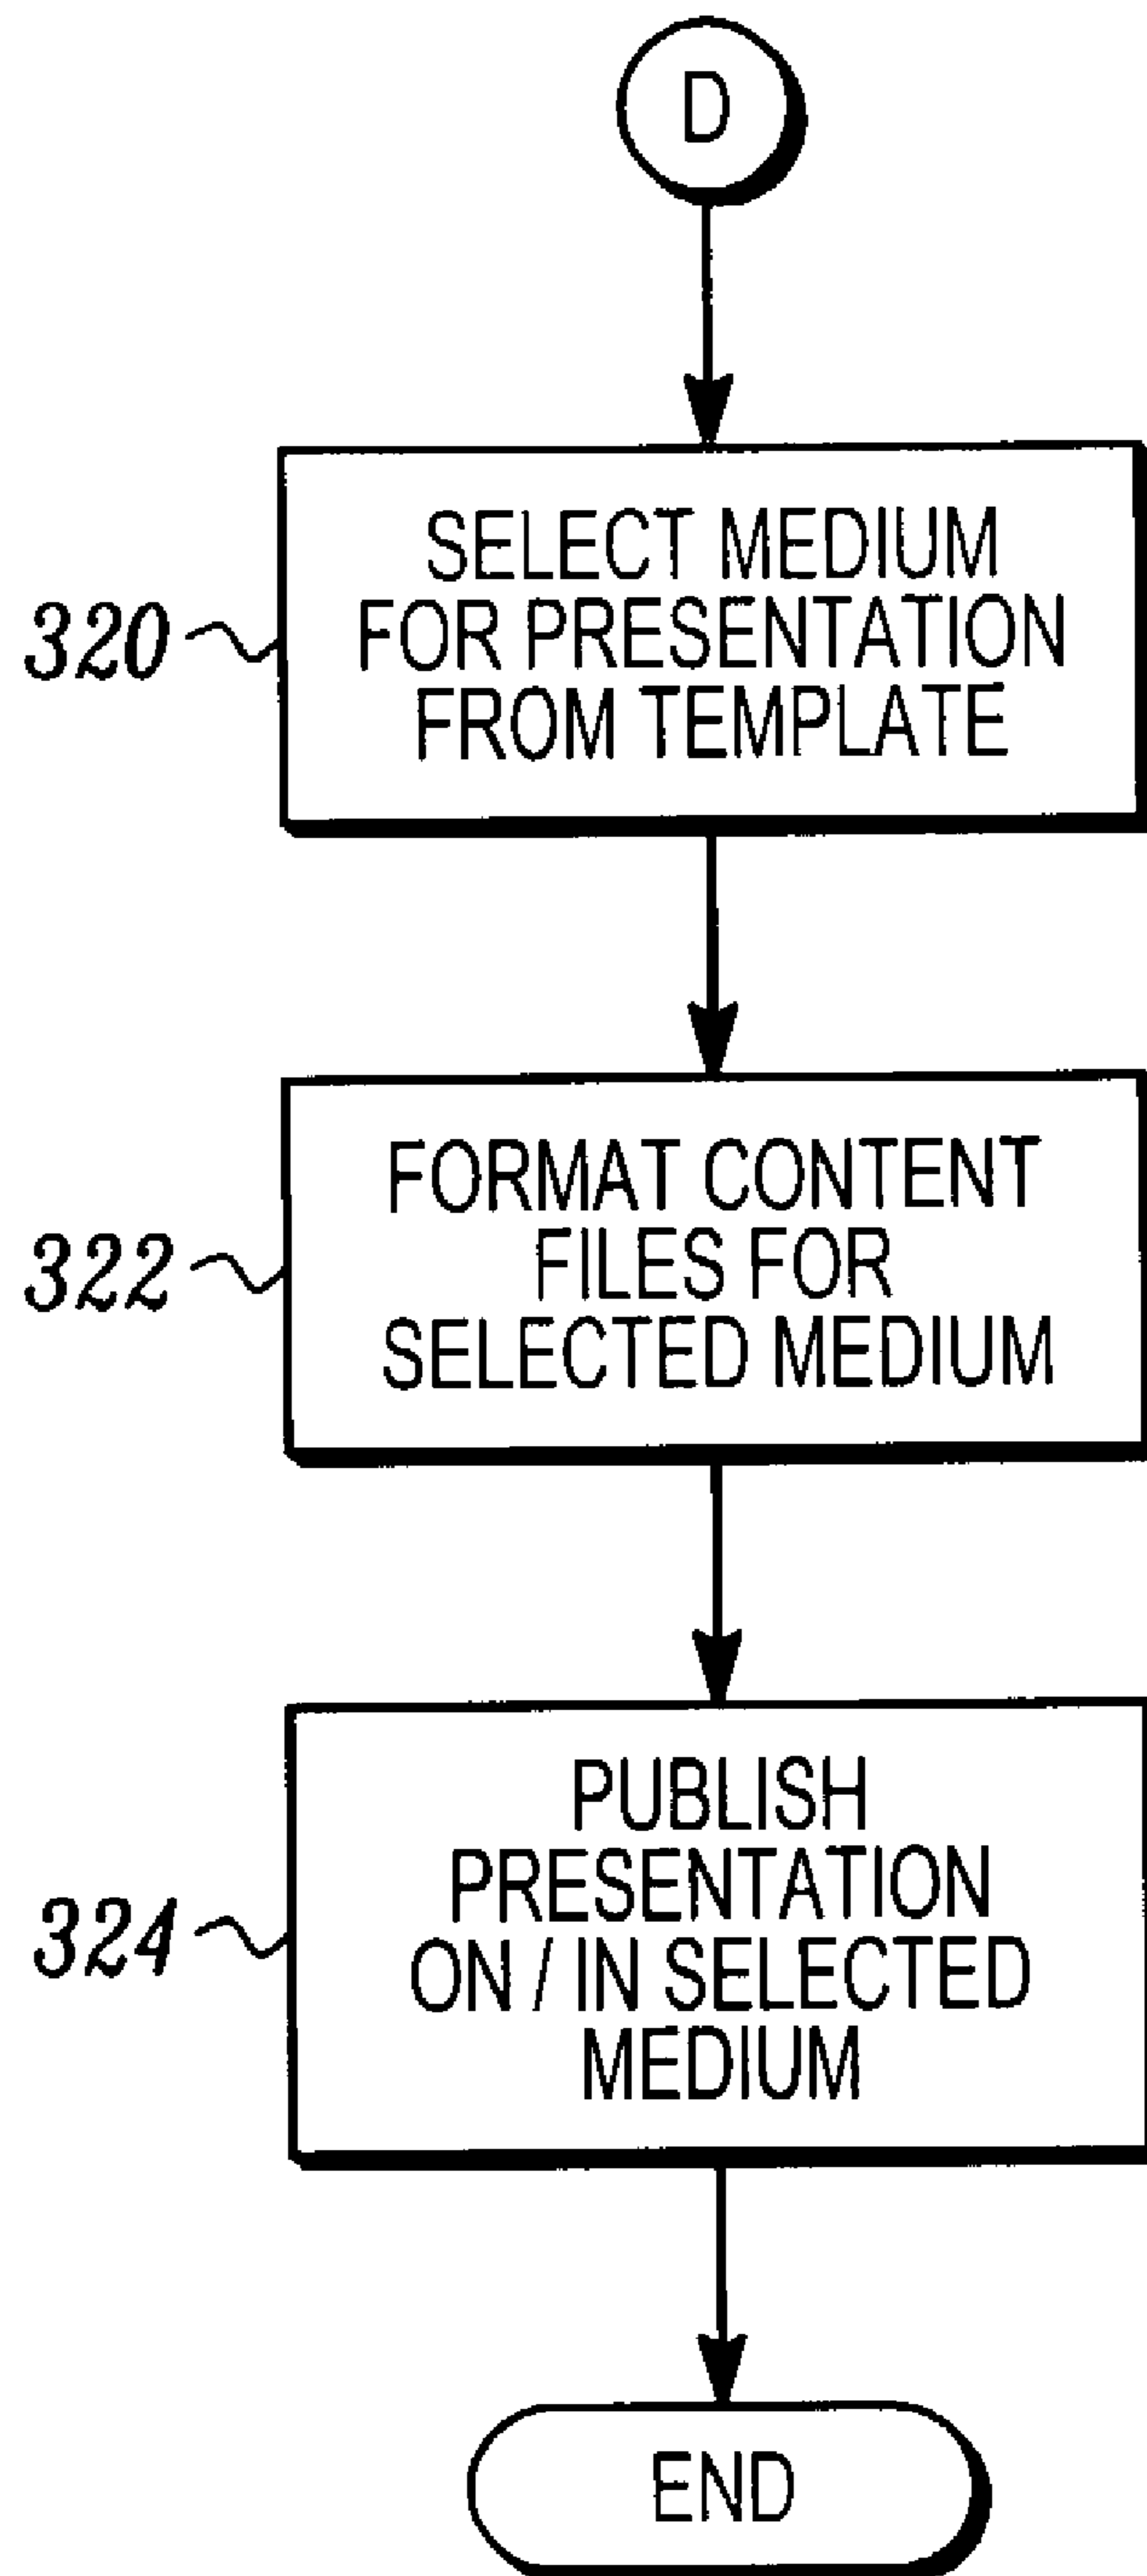 D
320
SELECT MEDIUM
FOR PRESENTATION
FROM TEMPLATE
322
FORMAT CONTENT
FILES FOR
SELECTED MEDIUM
324
PUBLISH
PRESENTATION
ON / IN SELECTED
MEDIUM
END